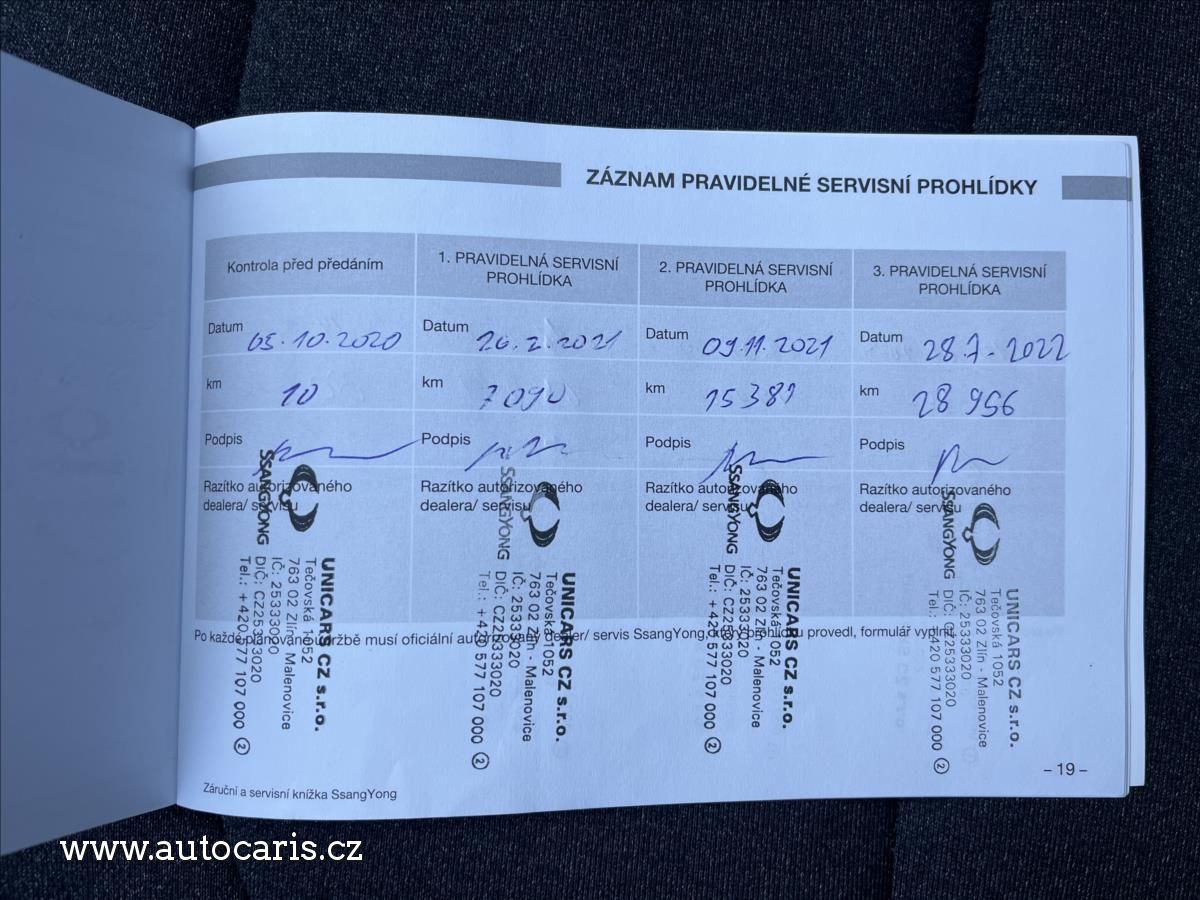 ZÁZNAM PRAVIDELNÉ SERVISNÍ PROHLÍDKY
Kontrola před předáním
Datum 05.10.2020
km 10
Podpis
Razítko autorizovaného
dealera/ servisu
SSANGYONG
UNICARS CZ s.r.o.
Tečovská 1052
763 02 Zlín - Malenovice
IČ: 25333020
DIČ: CZ25333020
Tel.: +420 577 107 000 2
1. PRAVIDELNÁ SERVISNÍ
PROHLÍDKA
Datum 26.2.2021
km 7090
Podpis
Razítko autorizovaného
dealera/ servisu
SSANGYONG
UNICARS CZ s.r.o.
Tečovská 1052
763 02 Zlín - Malenovice
IČ: 25333020
DIČ: CZ25333020
Tel.: +420 577 107 000 2
2. PRAVIDELNÁ SERVISNÍ
PROHLÍDKA
Datum 09.11.2021
km 15381
Podpis
Razítko autorizovaného
dealera/ servisu
SSANGYONG
UNICARS CZ s.r.o.
Tečovská 1052
763 02 Zlín - Malenovice
IČ: 25333020
DIČ: CZ25333020
Tel.: +420 577 107 000 2
3. PRAVIDELNÁ SERVISNÍ
PROHLÍDKA
Datum 28.7.2022
km 28 956
Podpis
Razítko autorizovaného
dealera/ servisu
SSANGYONG
UNICARS CZ s.r.o.
Tečovská 1052
763 02 Zlín - Malenovice
IČ: 25333020
DIČ: CZ25333020
Tel.: +420 577 107 000 2
Po každé plánované údržbě musí oficiální autorizovaný dealer/ servis SsangYong, který prohlídku provedl, formulář vyplnit.
– 19 –
Záruční a servisní knížka SsangYong
www.autocaris.cz